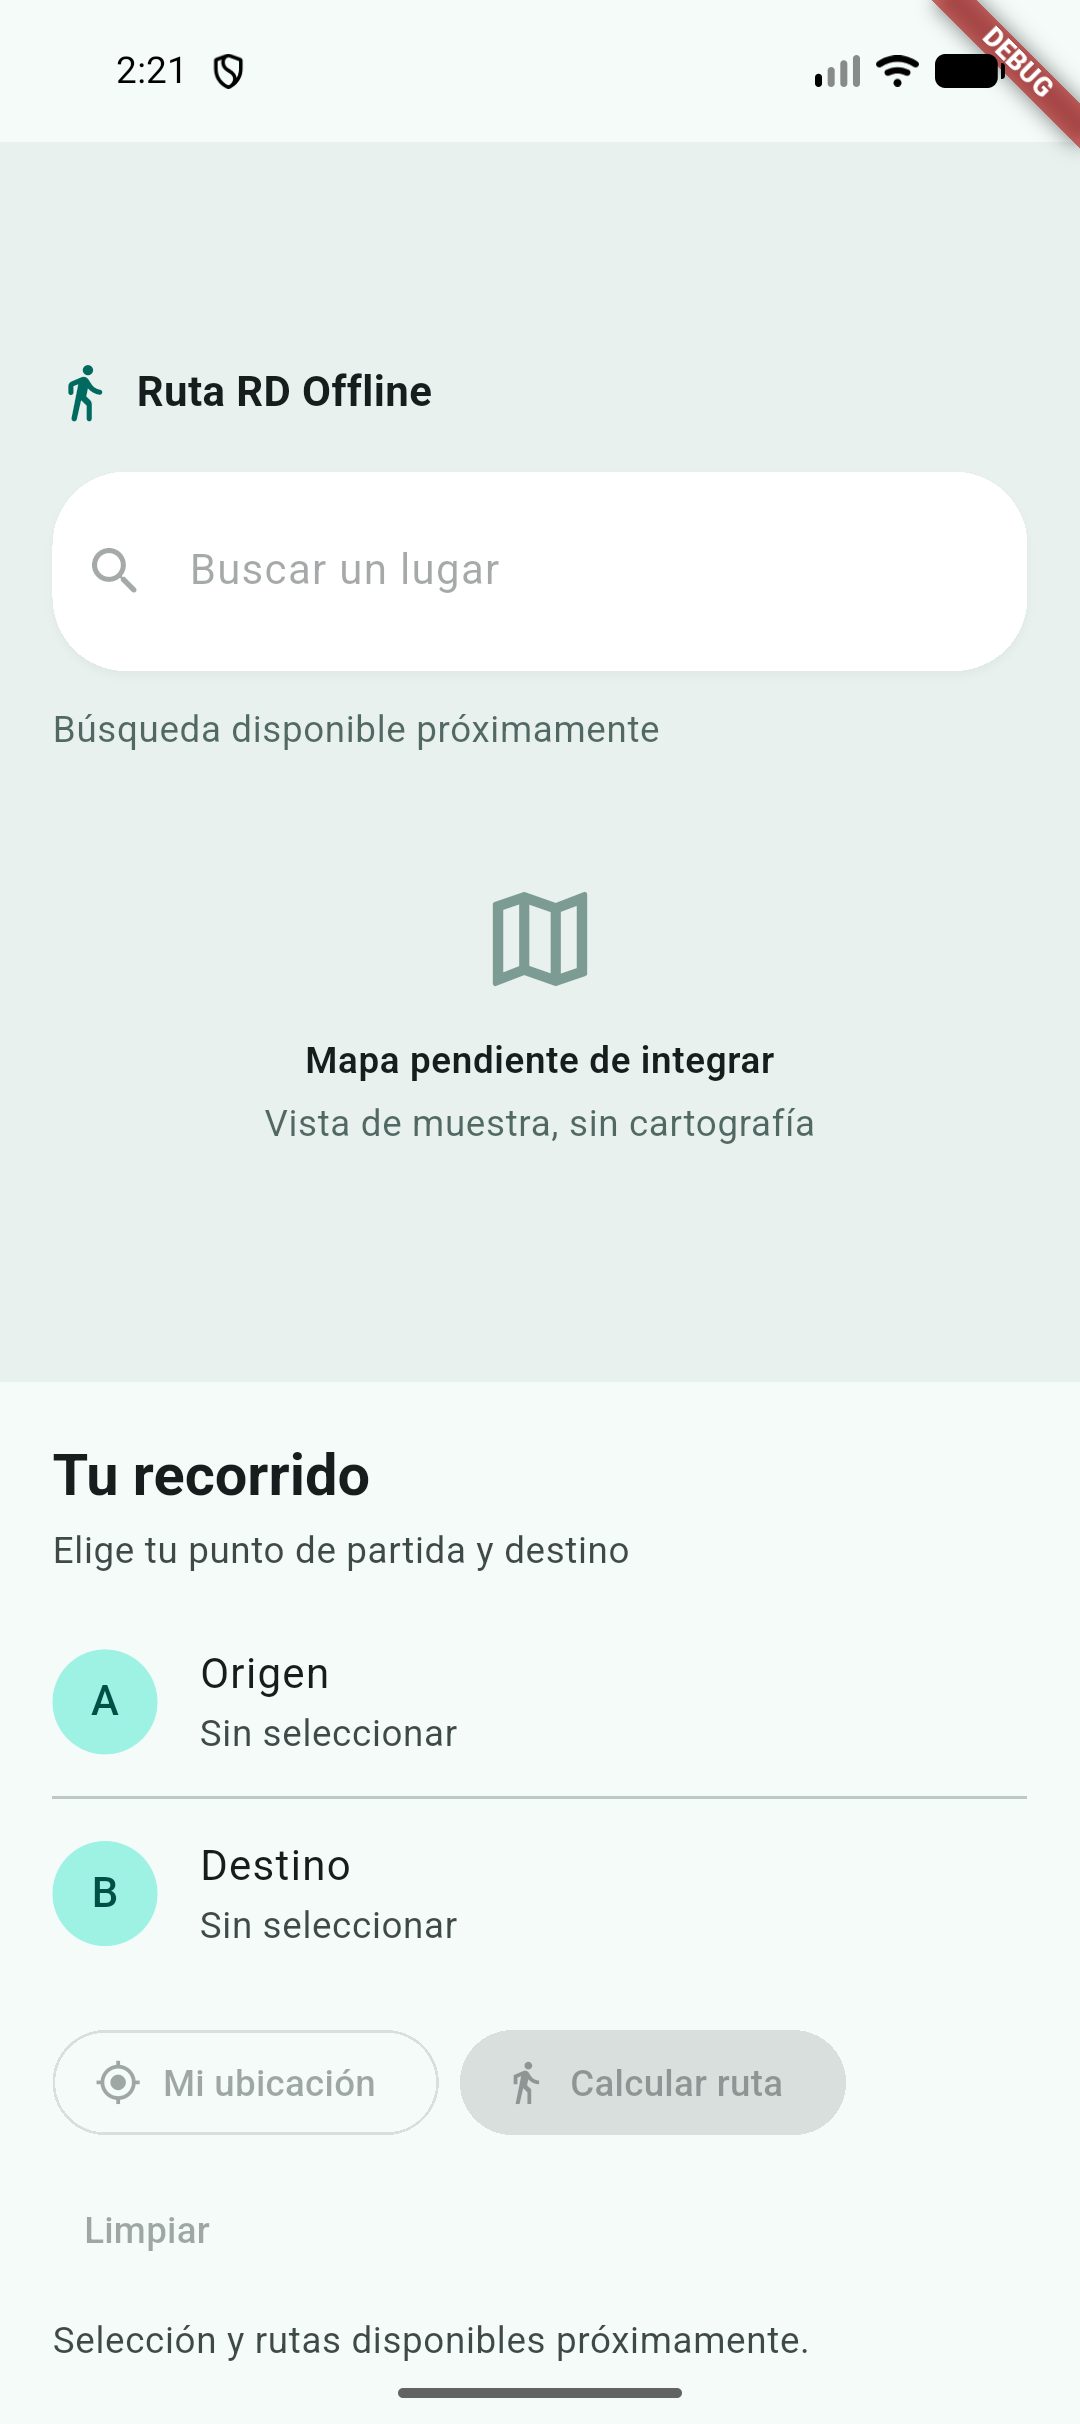 2:21
DEBUG
Ruta RD Offline
Buscar un lugar
Búsqueda disponible próximamente
Mapa pendiente de integrar
Vista de muestra, sin cartografía
Tu recorrido
Elige tu punto de partida y destino
A
Origen
Sin seleccionar
B
Destino
Sin seleccionar
Mi ubicación
Calcular ruta
Limpiar
Selección y rutas disponibles próximamente.